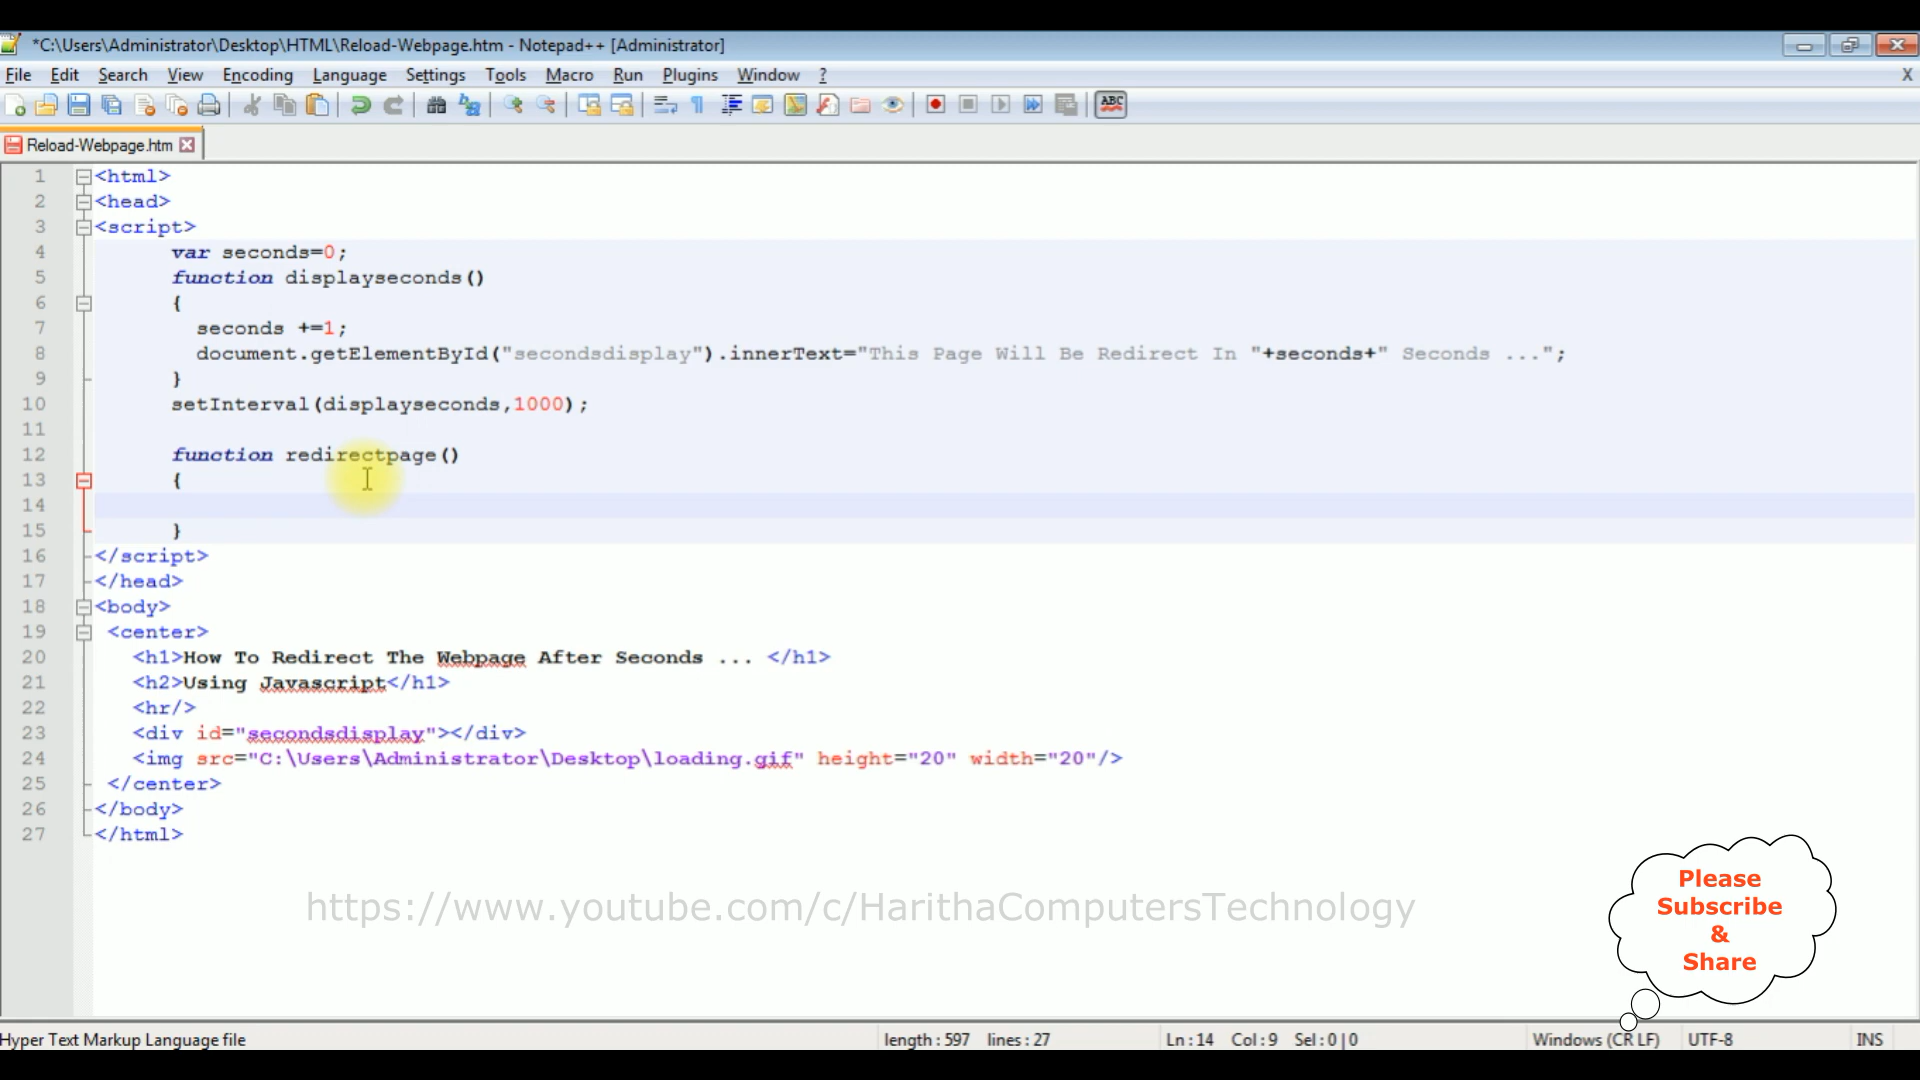 *C:\Users\Administrator\Desktop\HTML\Reload-Webpage.htm - Notepad++ [Administrator]
File Edit Search View Encoding Language Settings Tools Macro Run Plugins Window ? X
ABC
Reload-Webpage.htm
1 <html>
2 <head>
3 <script>
4 var seconds=0;
5 function displayseconds()
6 {
7 seconds +=1;
8 document.getElementById("secondsdisplay").innerText="This Page Will Be Redirect In "+seconds+" Seconds ...";
9 }
10 setInterval(displayseconds,1000);
11
12 function redirectpage()
13 {
14
15 }
16 </script>
17 </head>
18 <body>
19 <center>
20 <h1>How To Redirect The Webpage After Seconds ... </h1>
21 <h2>Using Javascript</h1>
22 <hr/>
23 <div id="secondsdisplay"></div>
24 <img src="C:\Users\Administrator\Desktop\loading.gif" height="20" width="20"/>
25 </center>
26 </body>
27 </html>
https://www.youtube.com/c/HarithaComputersTechnology
Please
Subscribe
&
Share
Hyper Text Markup Language file length : 597 lines : 27 Ln : 14 Col : 9 Sel : 0 | 0 Windows (CR LF) UTF-8 INS